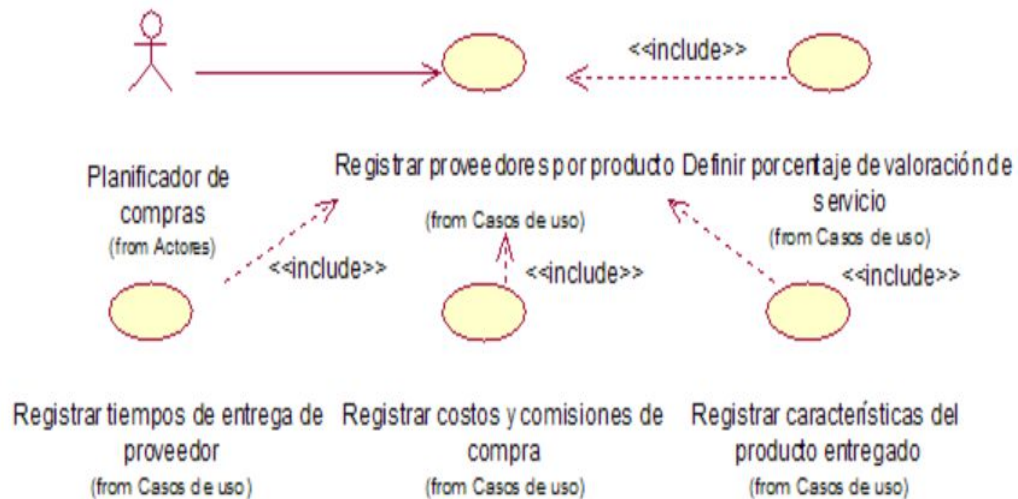 <<include>>
Planificador de
compras
(from Actores)
Registrar proveedores por producto
(from Casos de uso)
Definir porcentaje de valoración de
servicio
(from Casos de uso)
<<include>>
<<include>>
<<include>>
Registrar tiempos de entrega de
proveedor
(from Casos de uso)
Registrar costos y comisiones de
compra
(from Casos de uso)
Registrar características del
producto entregado
(from Casos de uso)